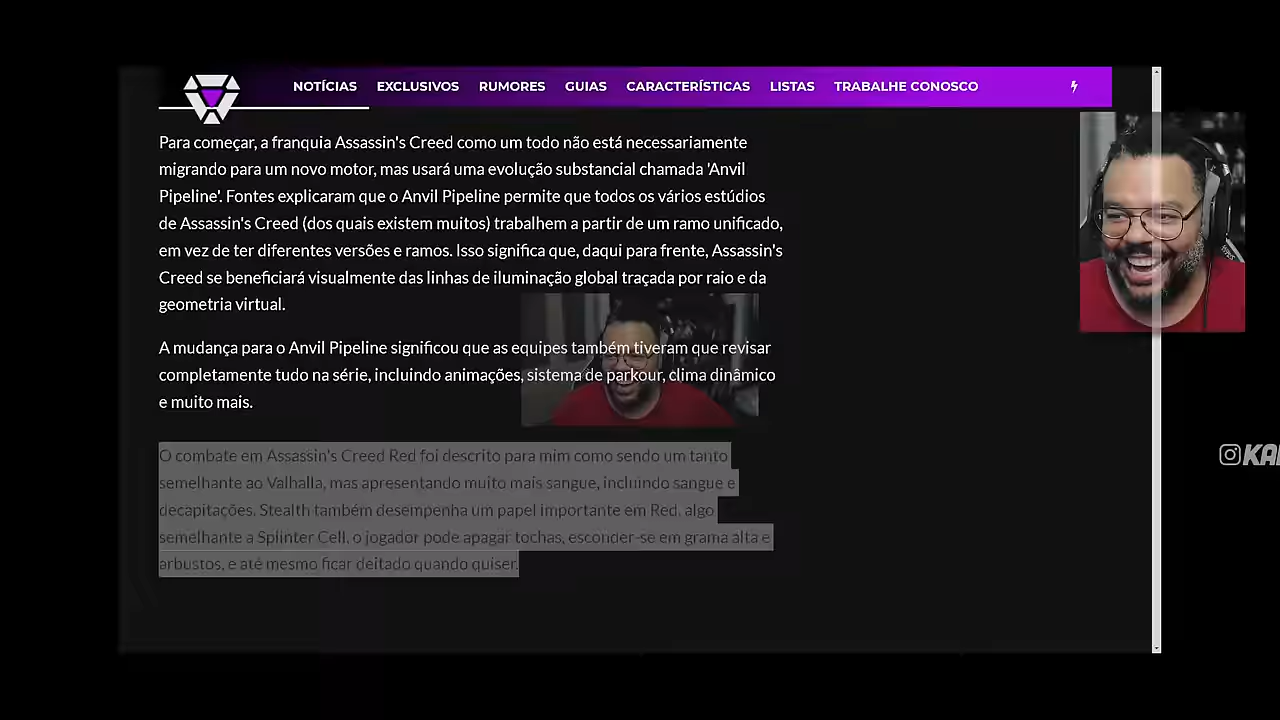 NOTÍCIAS EXCLUSIVOS RUMORES GUIAS CARACTERÍSTICAS LISTAS TRABALHE CONOSCO
Para começar, a franquia Assassin's Creed como um todo não está necessariamente
migrando para um novo motor, mas usará uma evolução substancial chamada 'Anvil
Pipeline'. Fontes explicaram que o Anvil Pipeline permite que todos os vários estúdios
de Assassin's Creed (dos quais existem muitos) trabalhem a partir de um ramo unificado,
em vez de ter diferentes versões e ramos. Isso significa que, daqui para frente, Assassin's
Creed se beneficiará visualmente das linhas de iluminação global traçada por raio e da
geometria virtual.
A mudança para o Anvil Pipeline significou que as equipes também tiveram que revisar
completamente tudo na série, incluindo animações, sistema de parkour, clima dinâmico
e muito mais.
O combate em Assassin's Creed Red foi descrito para mim como sendo um tanto
semelhante ao Valhalla, mas apresentando muito mais sangue, incluindo sangue e
decapitações. Stealth também desempenha um papel importante em Red, algo
semelhante a Splinter Cell, o jogador pode apagar tochas, esconder-se em grama alta e
arbustos, e até mesmo ficar deitado quando quiser.